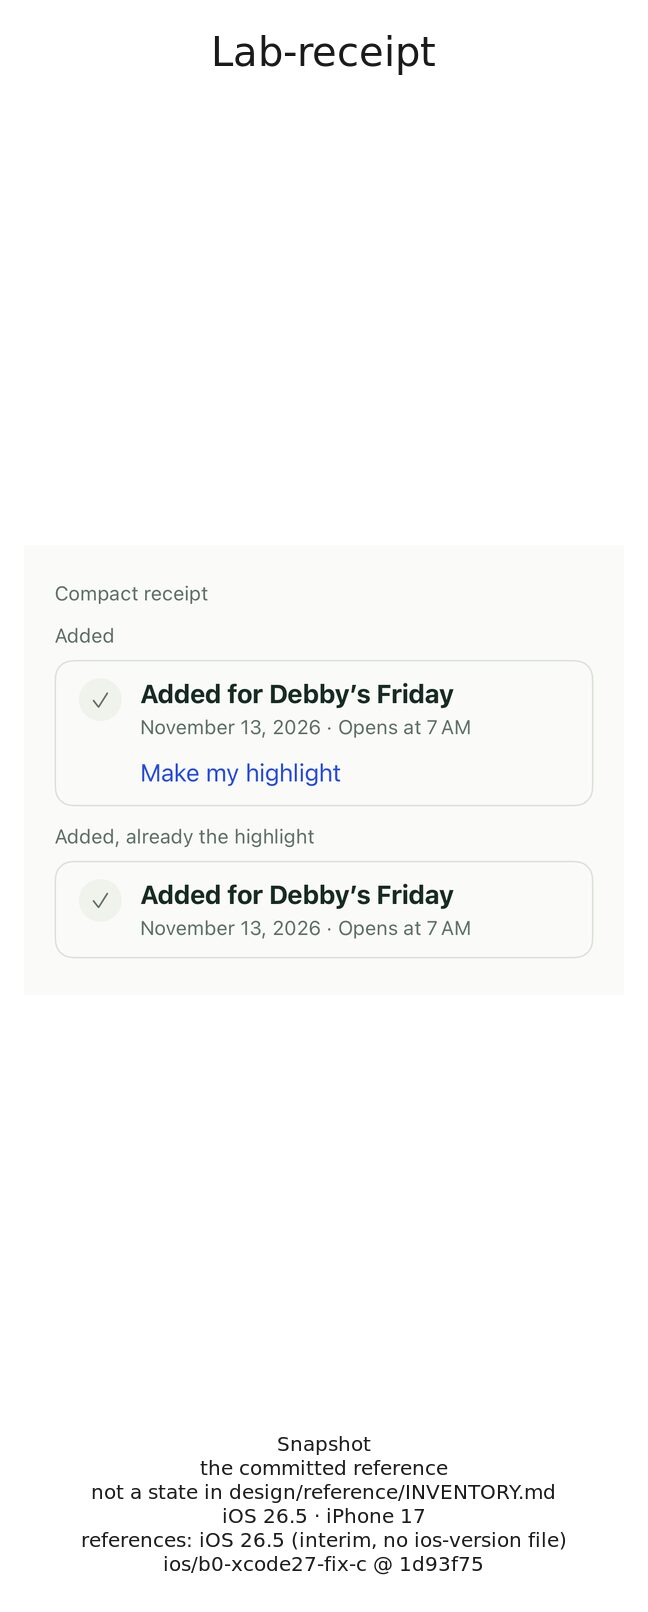 Lab-receipt
Compact receipt
Added
Added for Debby’s Friday
November 13, 2026 · Opens at 7 AM
Make my highlight
Added, already the highlight
Added for Debby’s Friday
November 13, 2026 · Opens at 7 AM
Snapshot
the committed reference
not a state in design/reference/INVENTORY.md
iOS 26.5 · iPhone 17
references: iOS 26.5 (interim, no ios-version file)
ios/b0-xcode27-fix-c @ 1d93f75